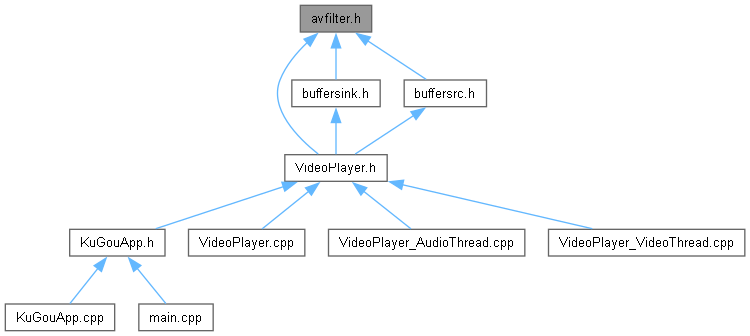 avfilter.h
buffersink.h
buffersrc.h
VideoPlayer.h
KuGouApp.h
VideoPlayer.cpp
VideoPlayer_AudioThread.cpp
VideoPlayer_VideoThread.cpp
KuGouApp.cpp
main.cpp